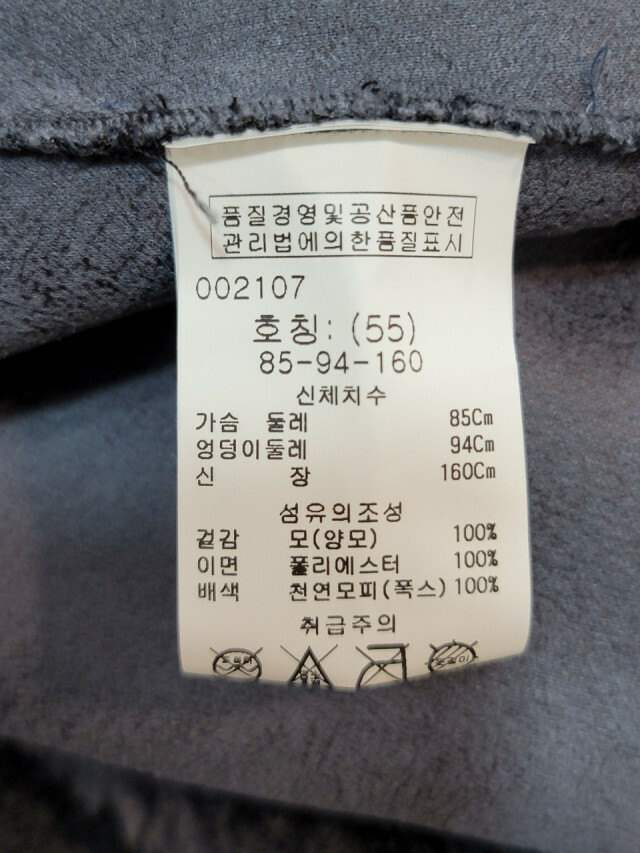 품질경영및공산품안전
관리법에의한품질표시
002107
호칭: (55)
85-94-160
신체치수
가슴 둘레 85Cm
엉덩이둘레 94Cm
신 장 160Cm
섬유의조성
겉감 모(양모) 100%
이면 폴리에스터 100%
배색 천연모피(폭스) 100%
취급주의
드라이